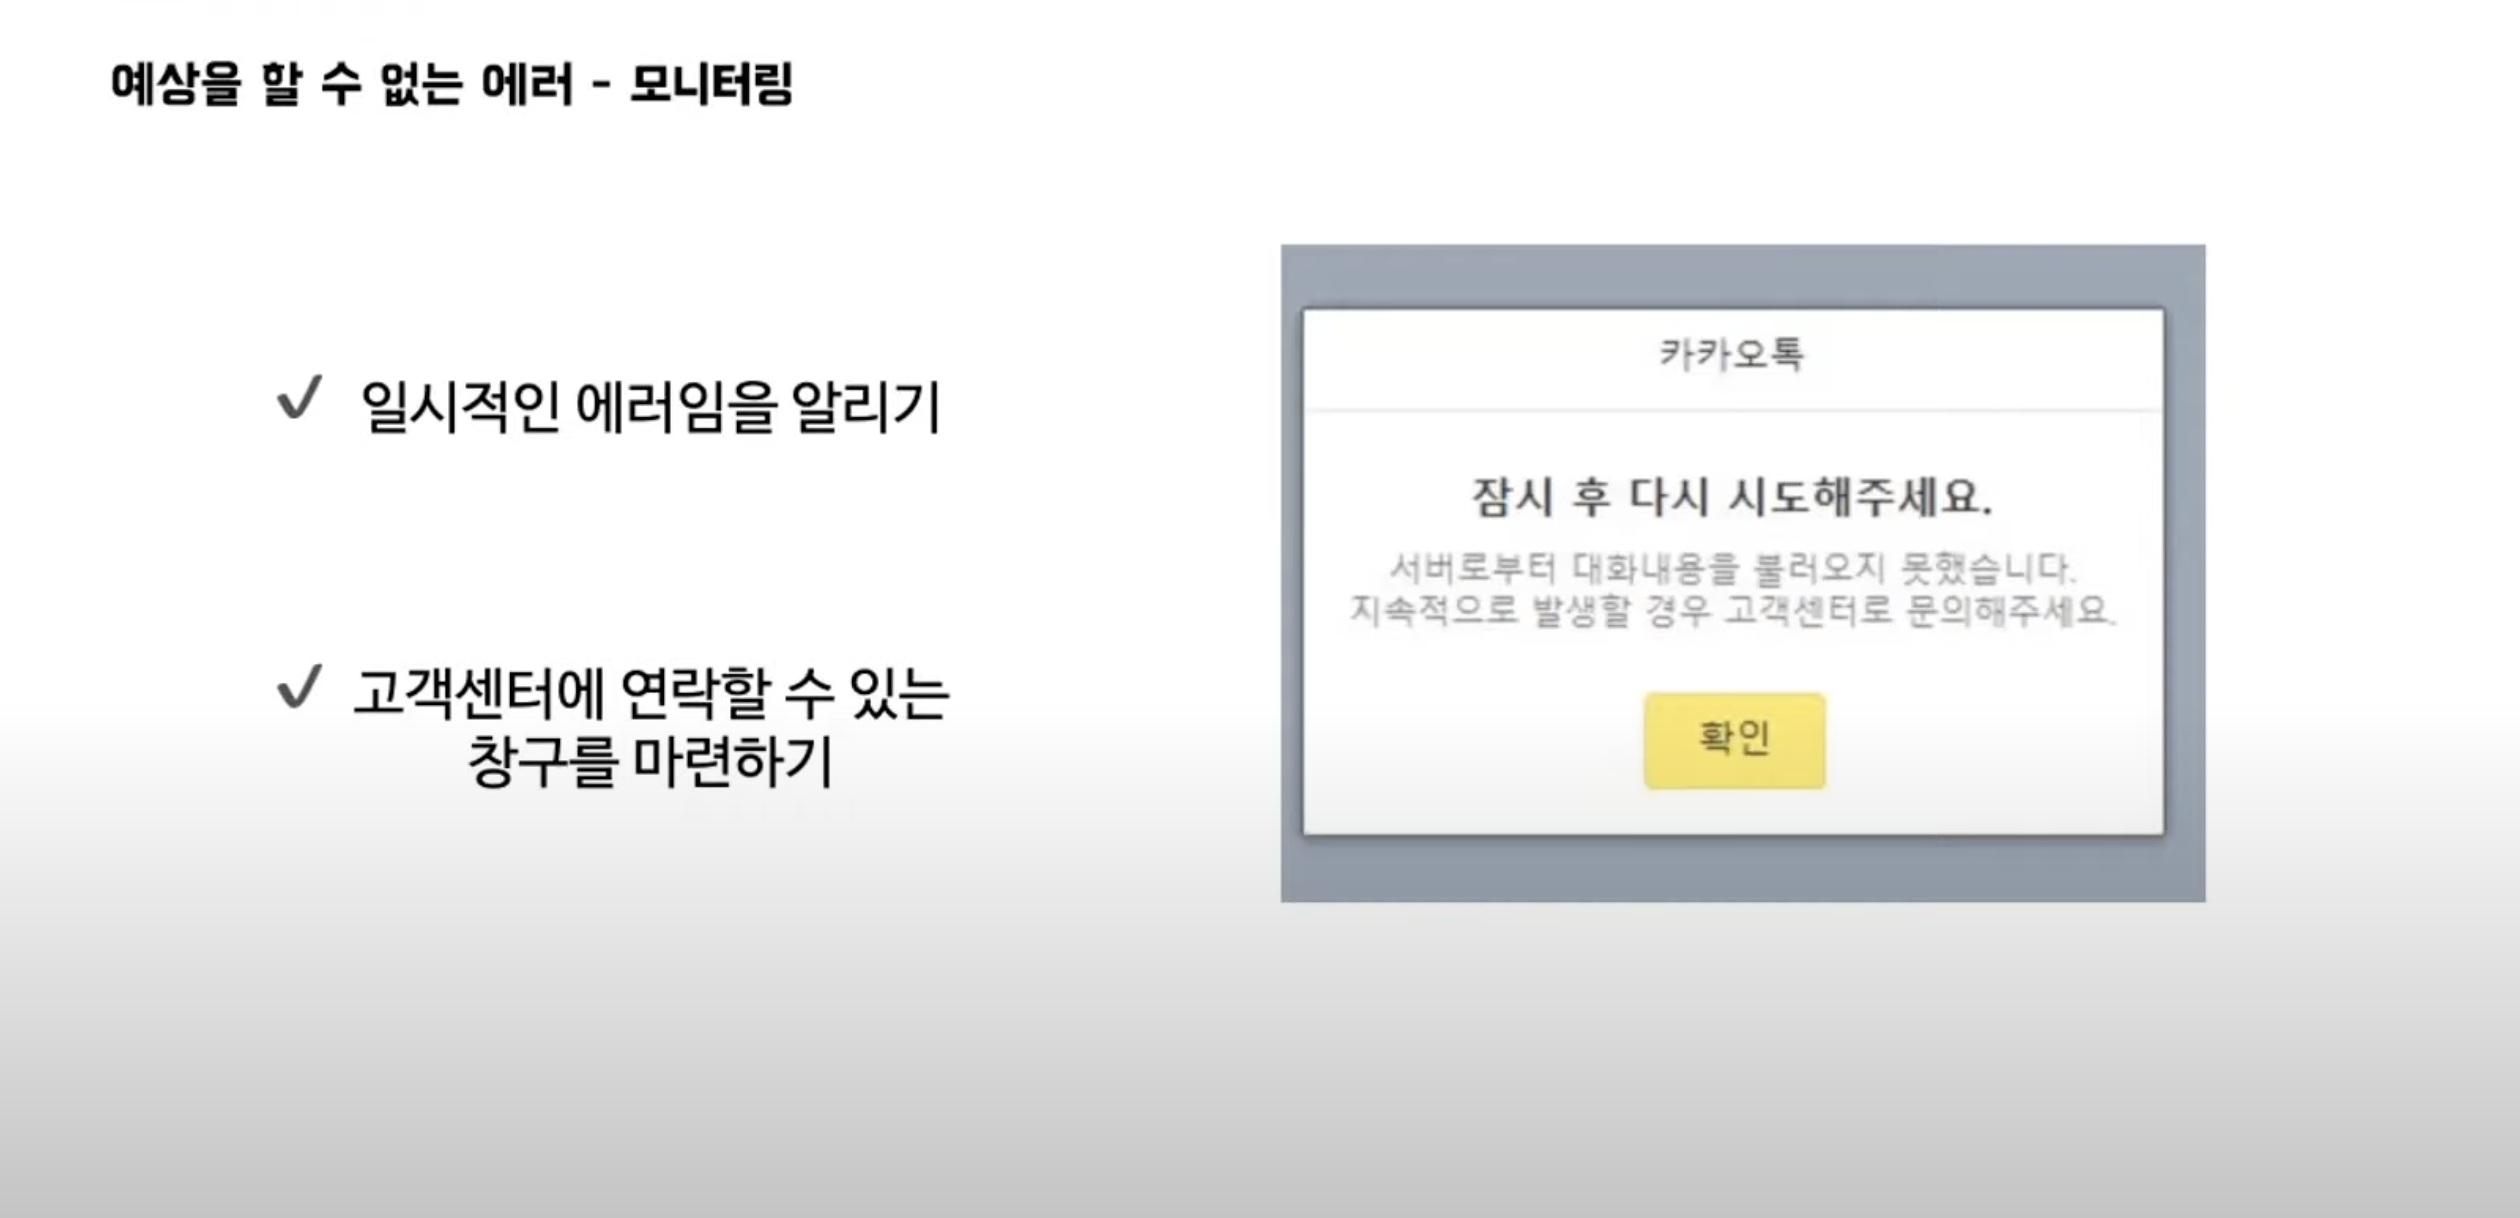 예상을 할 수 없는 에러 - 모니터링
✔ 일시적인 에러임을 알리기
✔ 고객센터에 연락할 수 있는
창구를 마련하기
카카오톡
잠시 후 다시 시도해주세요.
서버로부터 대화내용을 불러오지 못했습니다.
지속적으로 발생할 경우 고객센터로 문의해주세요.
확인